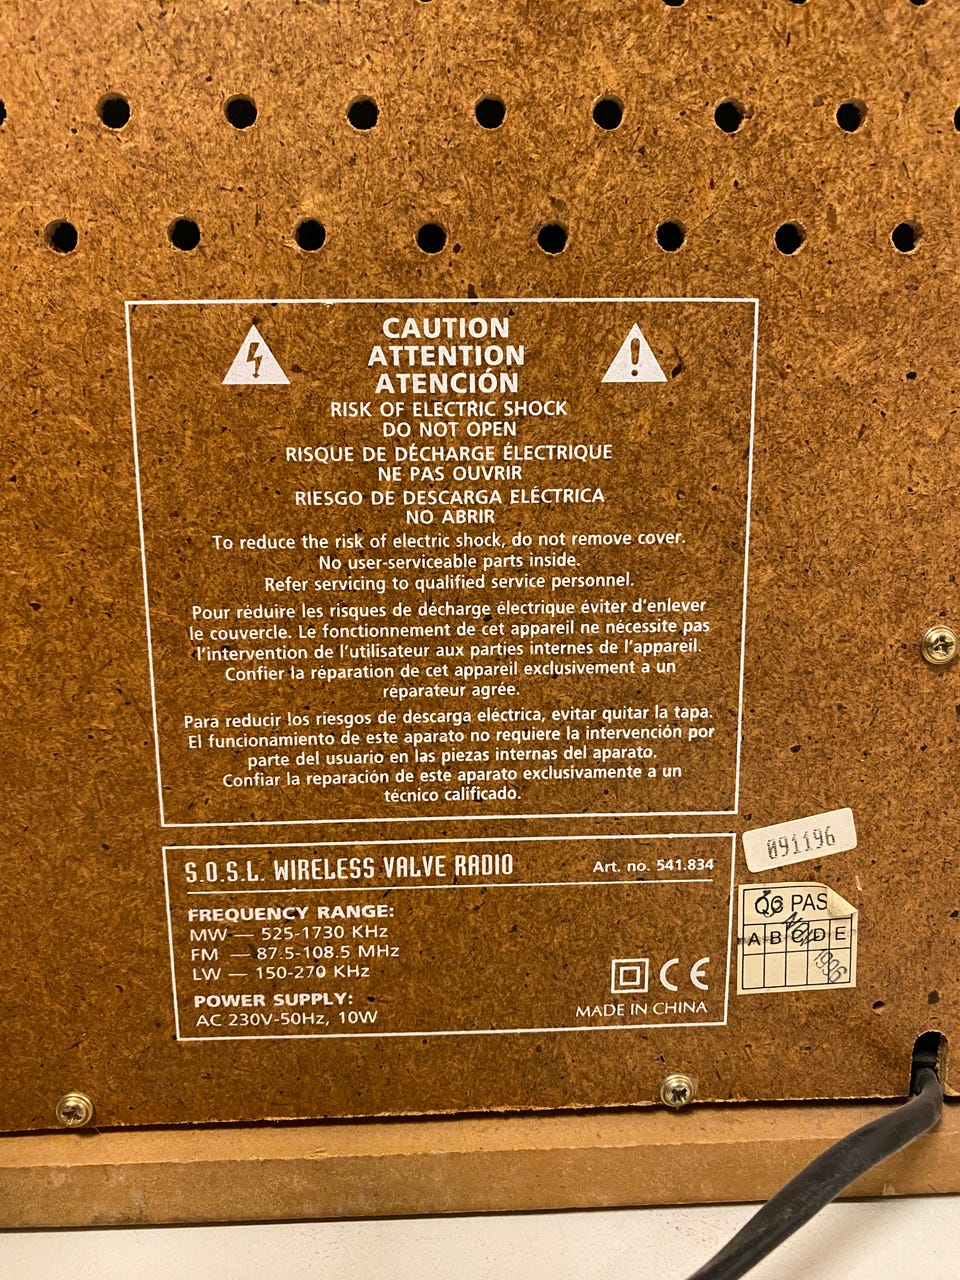 CAUTION
ATTENTION
ATENCIÓN
RISK OF ELECTRIC SHOCK
DO NOT OPEN
RISQUE DE DÉCHARGE ÉLECTRIQUE
NE PAS OUVRIR
RIESGO DE DESCARGA ELÉCTRICA
NO ABRIR
To reduce the risk of electric shock, do not remove cover.
No user-serviceable parts inside.
Refer servicing to qualified service personnel.
Pour réduire les risques de décharge électrique éviter d'enlever
le couvercle. Le fonctionnement de cet appareil ne nécessite pas
l'intervention de l'utilisateur aux parties internes de l'appareil.
Confier la réparation de cet appareil exclusivement a un
réparateur agrée.
Para reducir los riesgos de descarga eléctrica, evitar quitar la tapa.
El funcionamiento de este aparato no requiere la intervención por
parte del usuario en las piezas internas del aparato.
Confiar la reparación de este aparato exclusivamente a un
técnico calificado.
S.O.S.L. WIRELESS VALVE RADIO Art. no. 541.834
FREQUENCY RANGE:
MW — 525-1730 KHz
FM — 87.5-108.5 MHz
LW — 150-270 KHz
POWER SUPPLY:
AC 230V-50Hz, 10W
CE
MADE IN CHINA
091196
PAS
A B C D E
NOV 1996